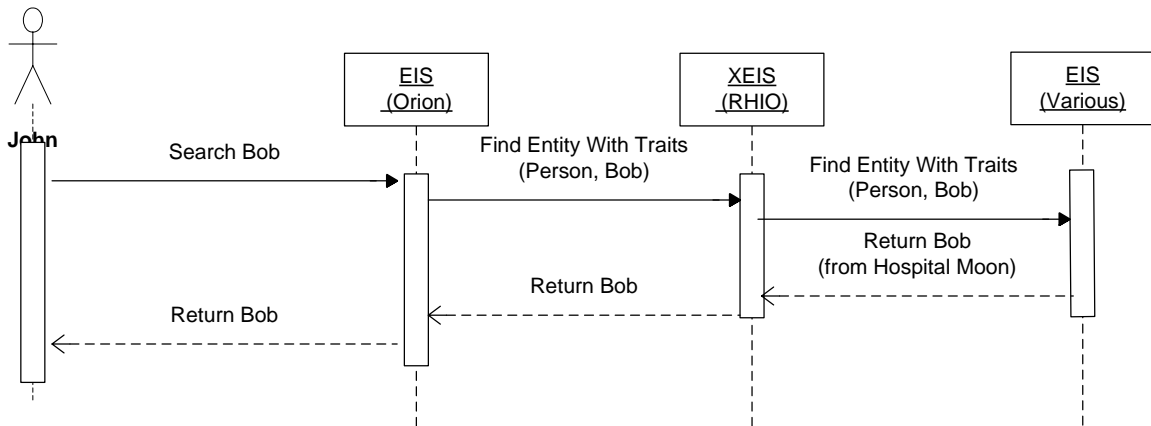 EIS
(Orion)
XEIS
(RHIO)
EIS
(Various)
John
Search Bob
Find Entity With Traits
(Person, Bob)
Find Entity With Traits
(Person, Bob)
Return Bob
(from Hospital Moon)
Return Bob
Return Bob